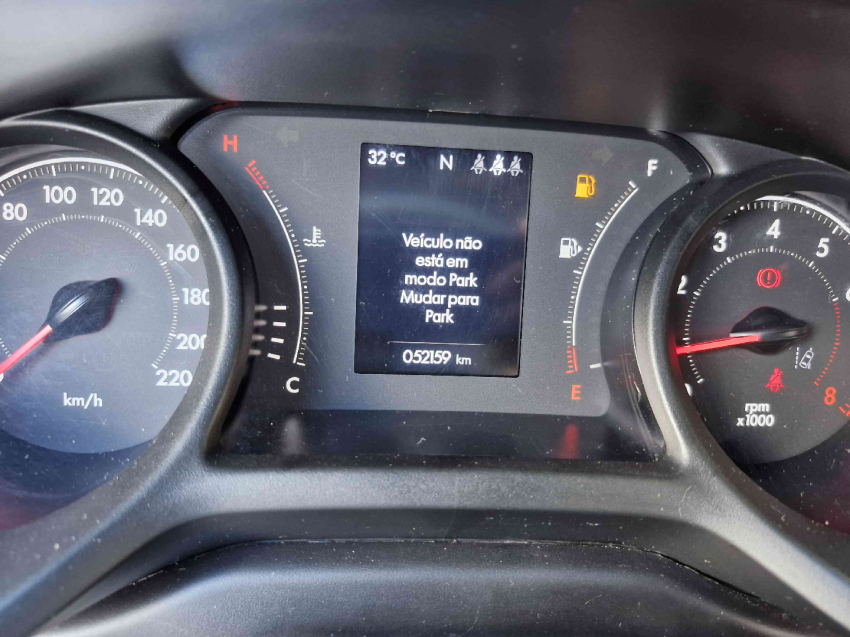 H
32 °C N
F
80 100 120 140 160 180 200 220
km/h
Veículo não
está em
modo Park
Mudar para
Park
052159 km
C
E
2 3 4 5
8
rpm
x1000